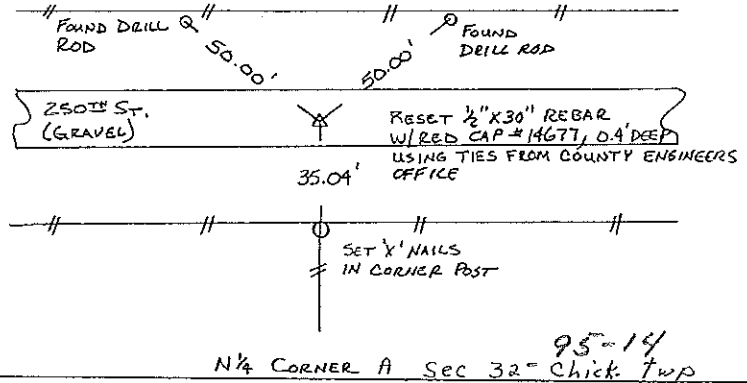 FOUND DRILL
ROD
50.00'
50.00'
FOUND
DRILL ROD
250TH ST.
(GRAVEL)
RESET 1/2"X30" REBAR
W/RED CAP #14677, 0.4' DEEP
USING TIES FROM COUNTY ENGINEERS
OFFICE
35.04'
SET 'X' NAILS
IN CORNER POST
95-14
N 1/4 CORNER A Sec 32 - Chick. Twp